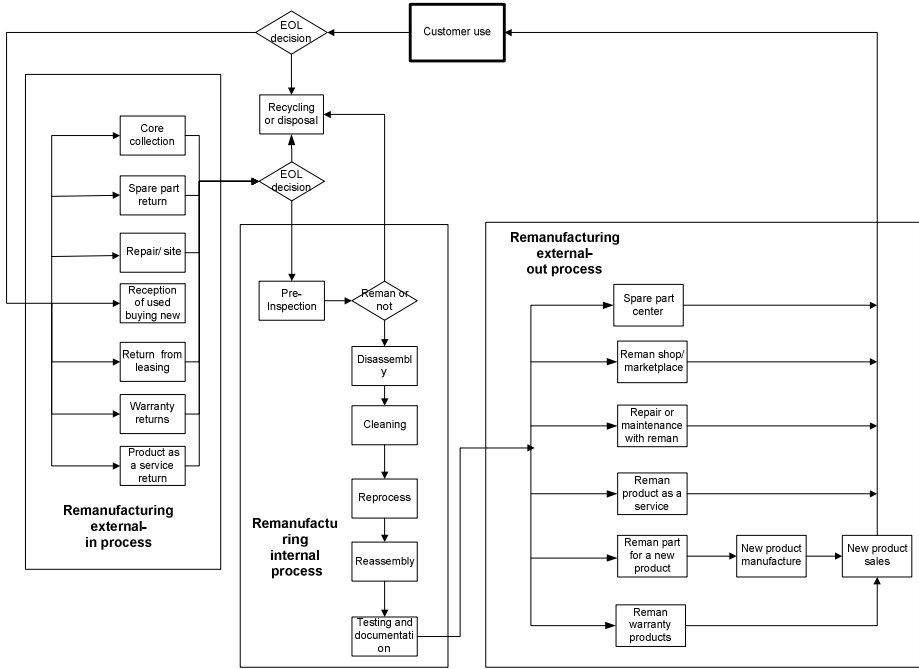 EOL
decision
Customer use
Recycling
or disposal
EOL
decision
Core
collection
Spare part
return
Repair/ site
Reception
of used
buying new
Return from
leasing
Warranty
returns
Product as
a service
return
Remanufacturing
external-
in process
Pre-
Inspection
Reman or
not
Disassembl
y
Cleaning
Reprocess
Reassembly
Testing and
documentati
on
Remanufactu
ring
internal
process
Remanufacturing
external-
out process
Spare part
center
Reman shop/
marketplace
Repair or
maintenance
with reman
Reman
product as a
service
Reman part
for a new
product
New product
manufacture
New product
sales
Reman
warranty
products